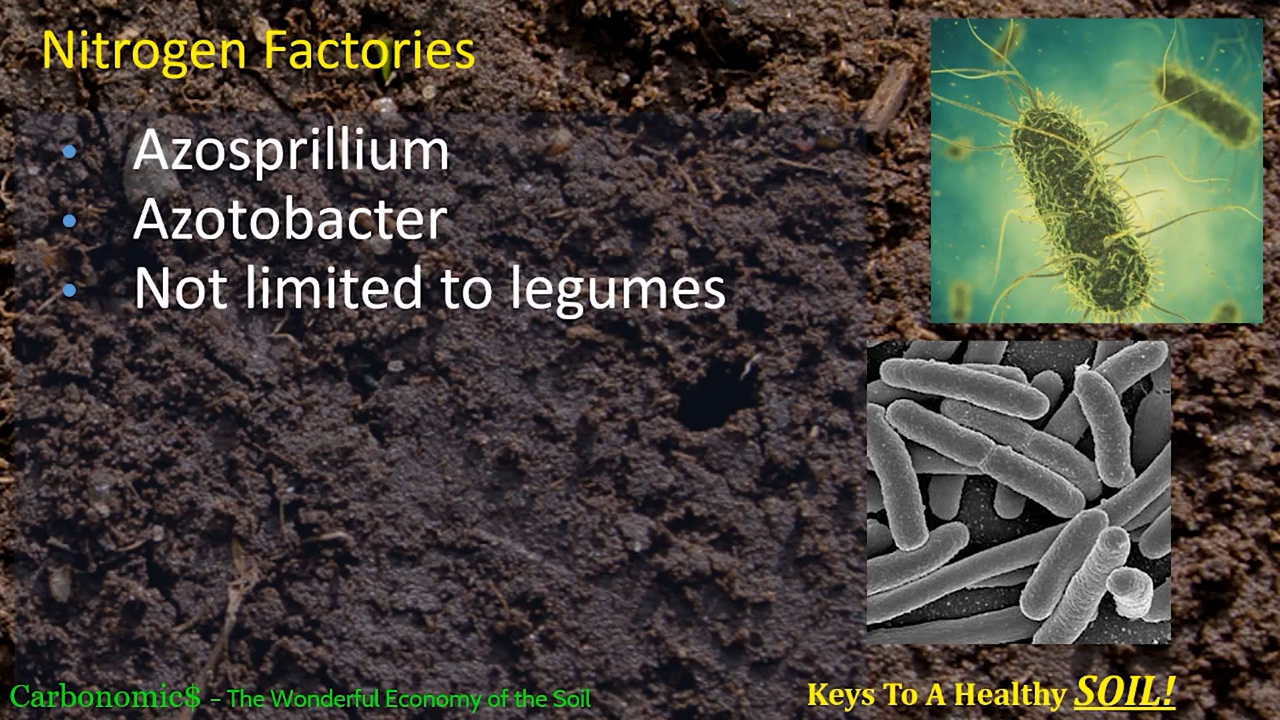 Nitrogen Factories
• Azosprillium
• Azotobacter
• Not limited to legumes
Carbonomic$ – The Wonderful Economy of the Soil
Keys To A Healthy SOIL!